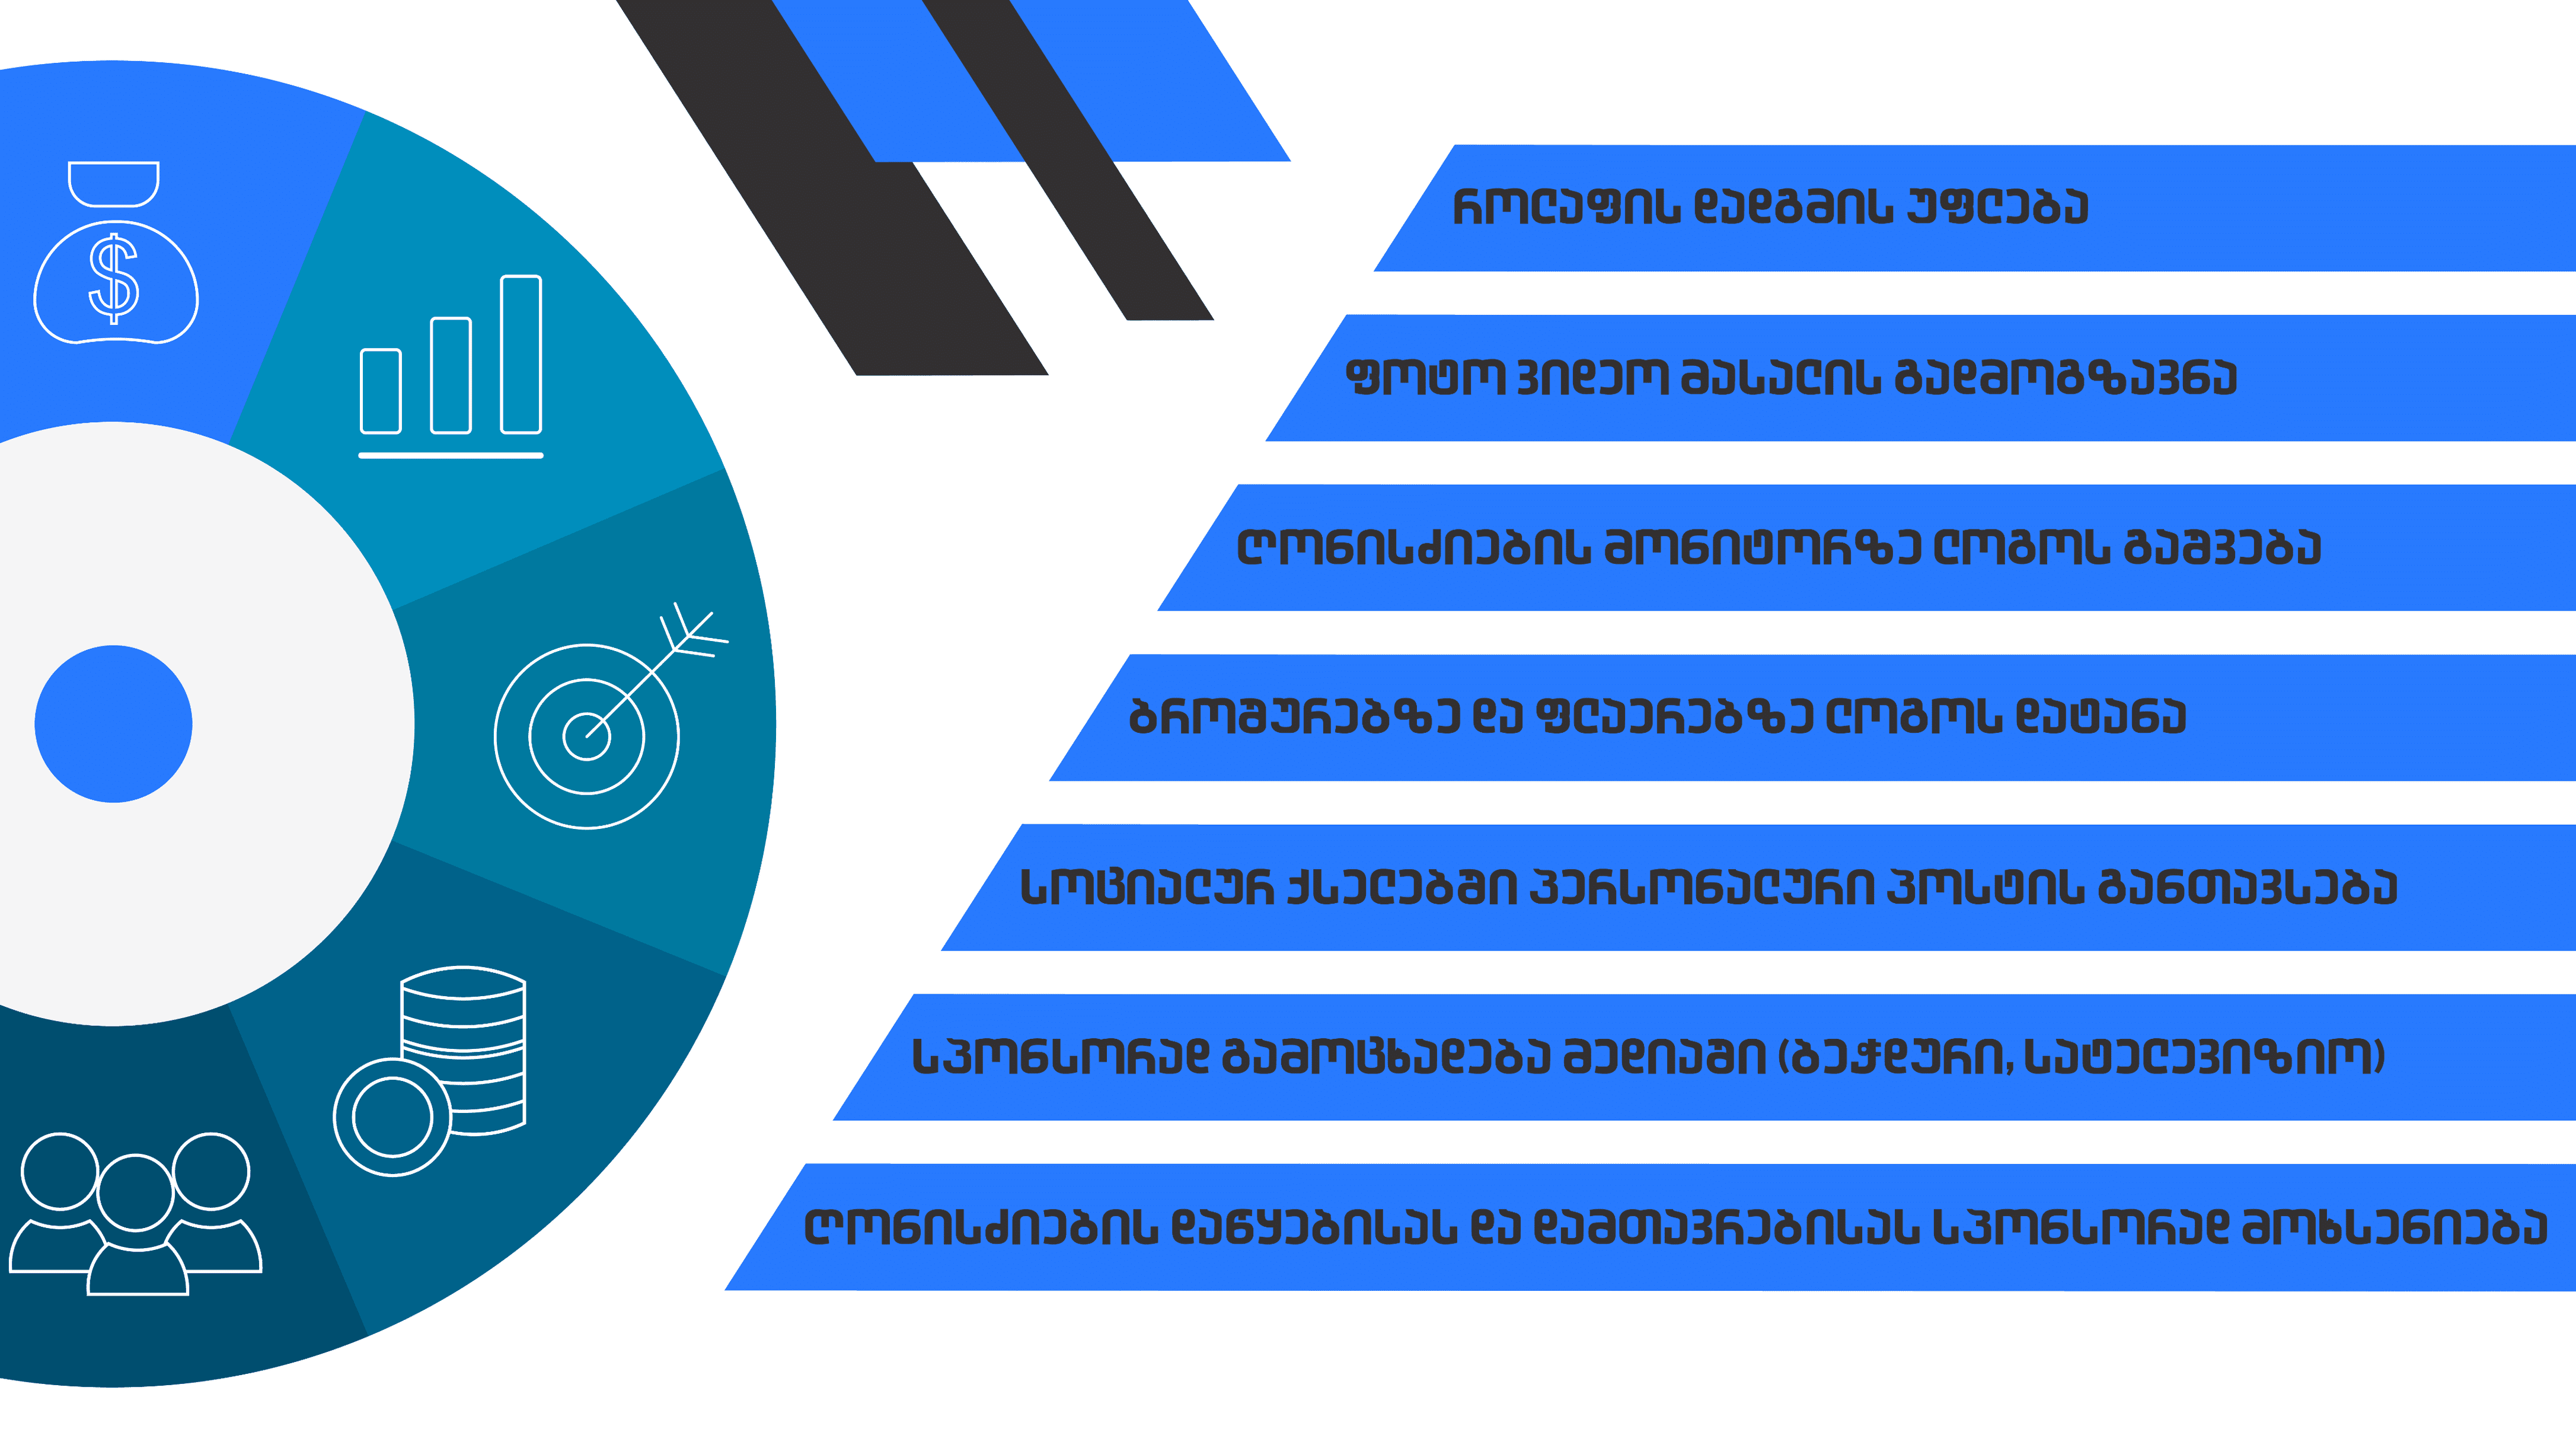 როლაფის დადგმის უფლება
ფოტო ვიდეო მასალის გადმოგზავნა
ღონისძიების მონიტორზე ლოგოს გაშვება
ბროშურებზე და ფლაერებზე ლოგოს დატანა
სოციალურ ქსელებში პერსონალური პოსტის განთავსება
სპონსორად გამოცხადება მედიაში (ბეჭდური, სატელევიზიო)
ღონისძიების დაწყებისას და დამთავრებისას სპონსორად მოხსენიება